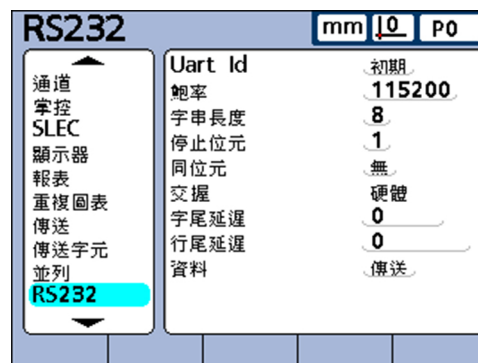 RS232
mm 0 P0
通道
掌控
SLEC
顯示器
報表
重複圖表
傳送
傳送字元
並列
RS232
Uart Id 初期
鮑率 115200
字串長度 8
停止位元 1
同位元 無
交握 硬體
字尾延遲 0
行尾延遲 0
資料 傳送